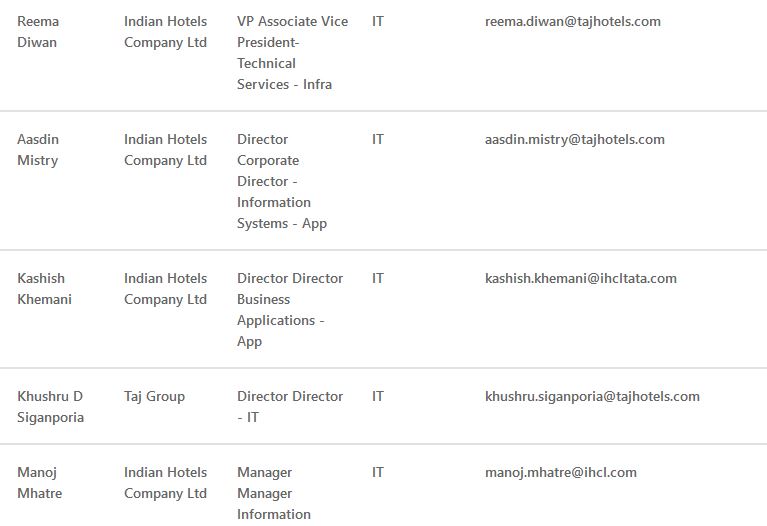 Reema Diwan
Indian Hotels Company Ltd
VP Associate Vice President- Technical Services - Infra
IT
reema.diwan@tajhotels.com
Aasdin Mistry
Indian Hotels Company Ltd
Director Corporate Director - Information Systems - App
IT
aasdin.mistry@tajhotels.com
Kashish Khemani
Indian Hotels Company Ltd
Director Director Business Applications - App
IT
kashish.khemani@ihcltata.com
Khushru D Siganporia
Taj Group
Director Director - IT
IT
khushru.siganporia@tajhotels.com
Manoj Mhatre
Indian Hotels Company Ltd
Manager Manager Information
IT
manoj.mhatre@ihcl.com